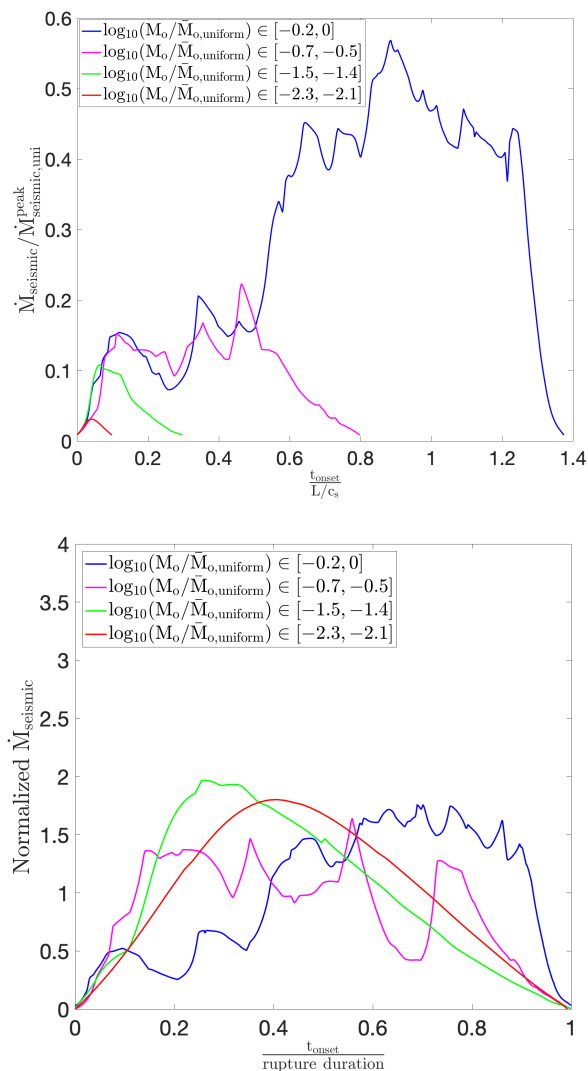 0.6
0.5
0.4
0.3
0.2
0.1
0
Ṁseismic/Ṁ^peak_seismic,uni
log10(Mo/M̄o,uniform) ∈ [−0.2, 0]
log10(Mo/M̄o,uniform) ∈ [−0.7, −0.5]
log10(Mo/M̄o,uniform) ∈ [−1.5, −1.4]
log10(Mo/M̄o,uniform) ∈ [−2.3, −2.1]
0 0.2 0.4 0.6 0.8 1 1.2 1.4
tonset
L/cs
4
3.5
3
2.5
2
1.5
1
0.5
0
Normalized Ṁseismic
log10(Mo/M̄o,uniform) ∈ [−0.2, 0]
log10(Mo/M̄o,uniform) ∈ [−0.7, −0.5]
log10(Mo/M̄o,uniform) ∈ [−1.5, −1.4]
log10(Mo/M̄o,uniform) ∈ [−2.3, −2.1]
0 0.2 0.4 0.6 0.8 1
tonset
rupture duration